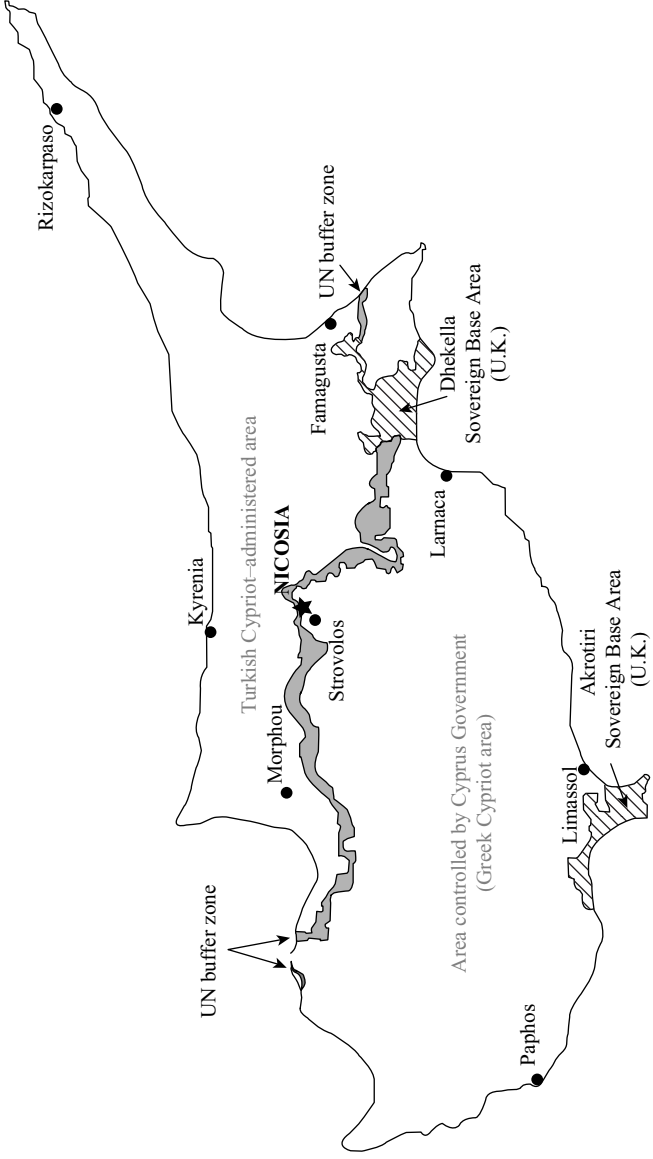 Rizokarpaso
UN buffer zone
Kyrenia
Turkish Cypriot–administered area
Famagusta
NICOSIA
Morphou
Strovolos
Dhekella
Sovereign Base Area
(U.K.)
UN buffer zone
Larnaca
Area controlled by Cyprus Government
(Greek Cypriot area)
Akrotiri
Sovereign Base Area
(U.K.)
Limassol
Paphos